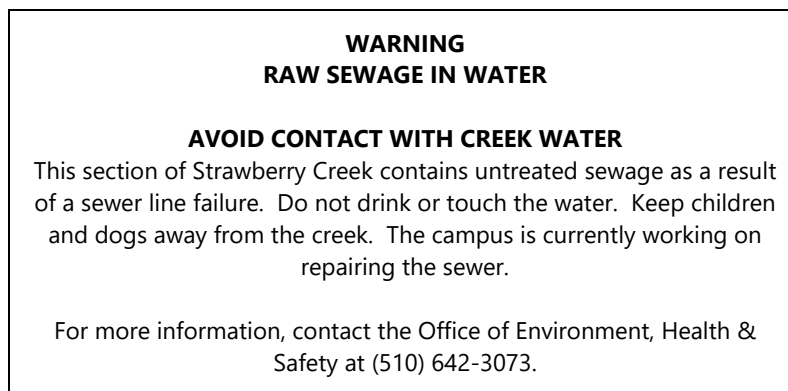 WARNING
RAW SEWAGE IN WATER
AVOID CONTACT WITH CREEK WATER
This section of Strawberry Creek contains untreated sewage as a result
of a sewer line failure.  Do not drink or touch the water.  Keep children
and dogs away from the creek.  The campus is currently working on
repairing the sewer.
For more information, contact the Office of Environment, Health &
Safety at (510) 642-3073.